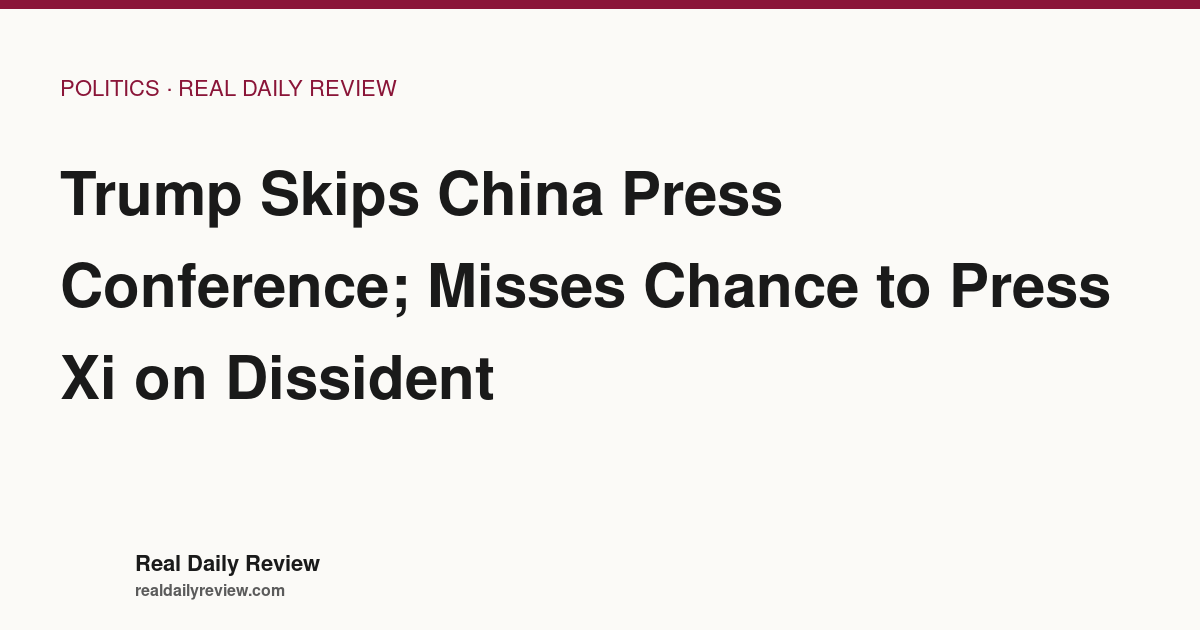 POLITICS · REAL DAILY REVIEW
Trump Skips China Press
Conference; Misses Chance to Press
Xi on Dissident
Real Daily Review
realdailyreview.com